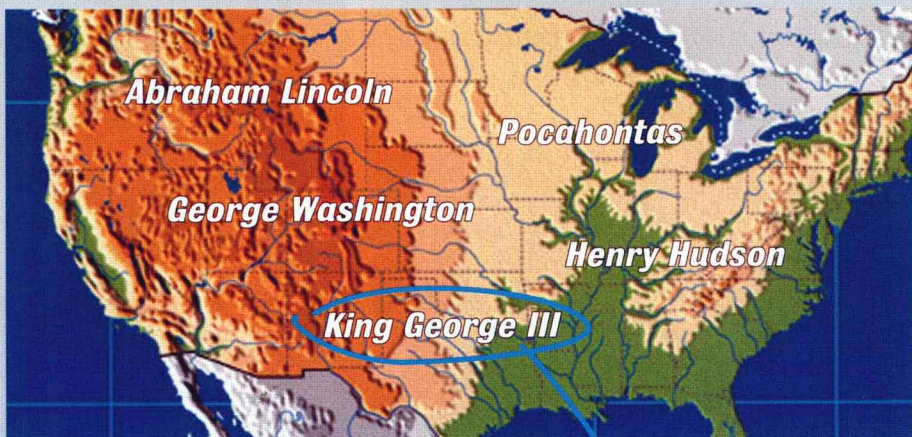 Abraham Lincoln
Pocahontas
George Washington
Henry Hudson
King George III